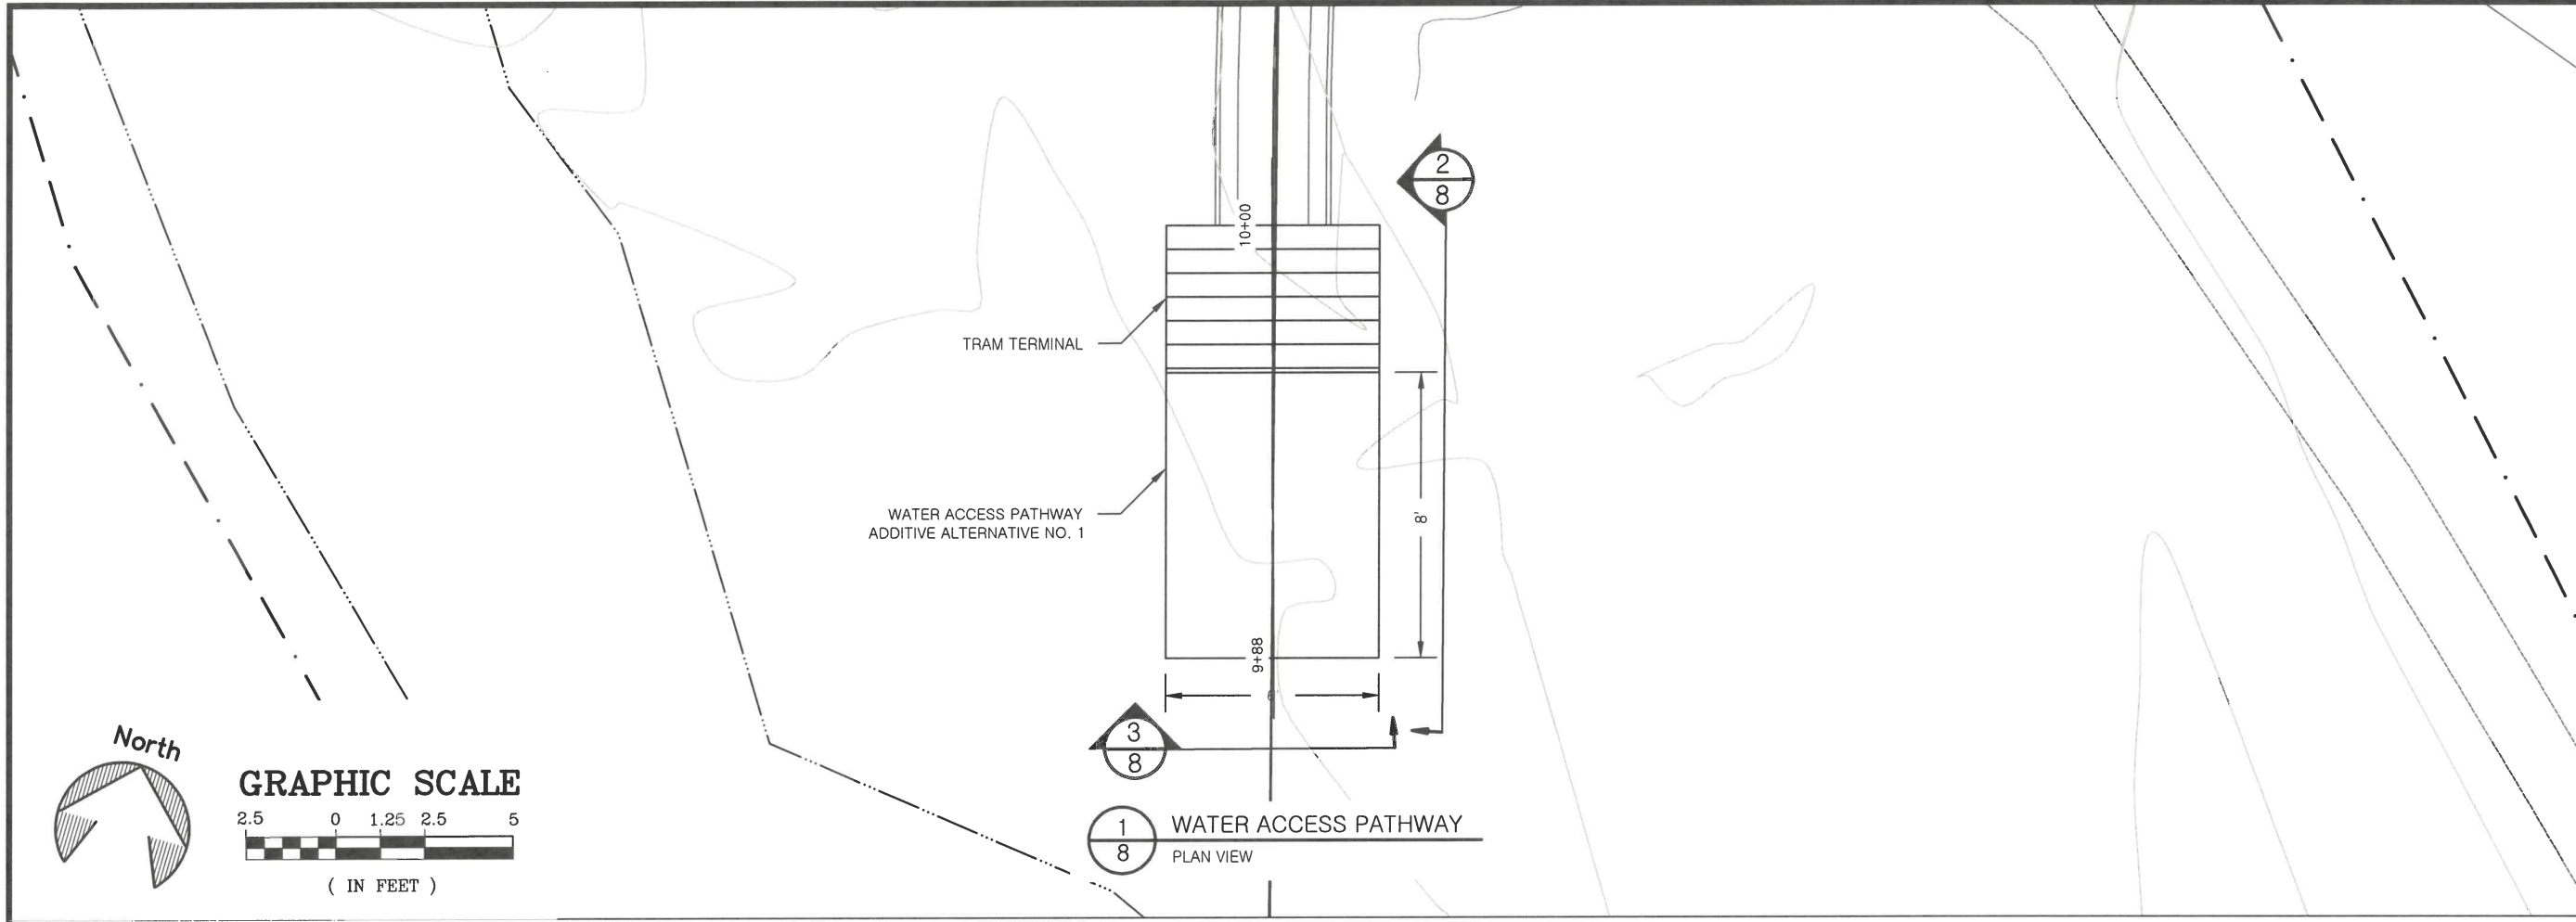 2
8
10+00
TRAM TERMINAL
WATER ACCESS PATHWAY
ADDITIVE ALTERNATIVE NO. 1
8'
9+88
3
8
North
GRAPHIC SCALE
2.5 0 1.25 2.5 5
( IN FEET )
1
8
WATER ACCESS PATHWAY
PLAN VIEW